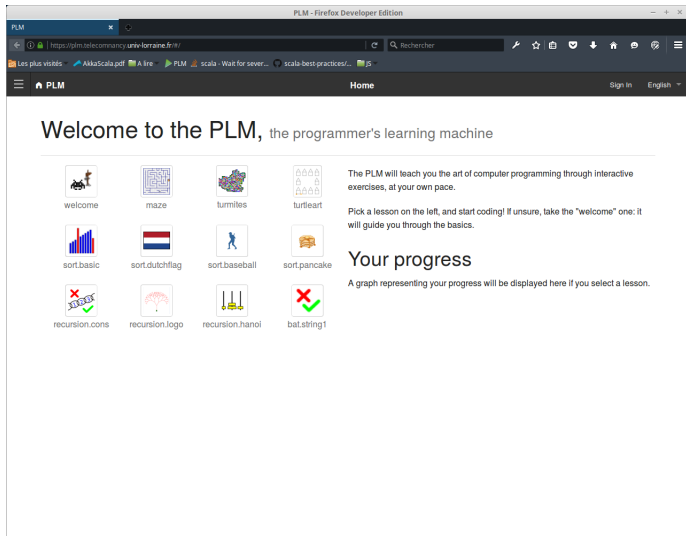 PLM - Firefox Developer Edition
PLM
https://plm.telecomnancy.univ-lorraine.fr/#/
Rechercher
Les plus visités
AkkaScala.pdf
A lire
PLM
scala - Wait for sever...
scala-best-practices/...
JS
PLM
Home
Sign In
English
Welcome to the PLM, the programmer's learning machine
welcome
maze
turmites
turtleart
sort.basic
sort.dutchflag
sort.baseball
sort.pancake
recursion.cons
recursion.logo
recursion.hanoi
bat.string1
The PLM will teach you the art of computer programming through interactive
exercises, at your own pace.
Pick a lesson on the left, and start coding! If unsure, take the "welcome" one: it
will guide you through the basics.
Your progress
A graph representing your progress will be displayed here if you select a lesson.